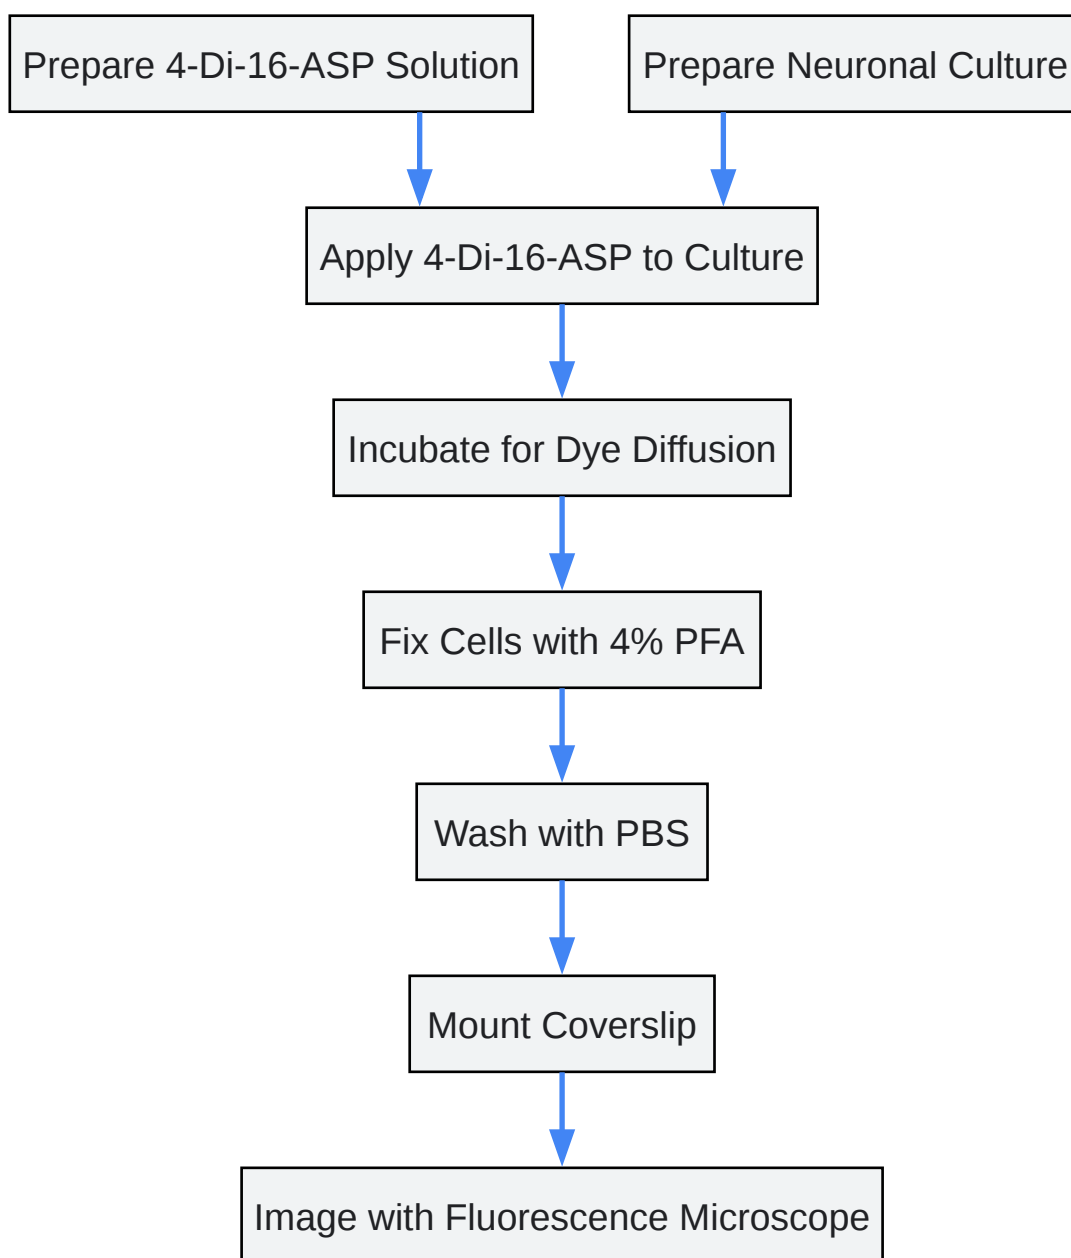 Prepare 4-Di-16-ASP Solution
Prepare Neuronal Culture
Apply 4-Di-16-ASP to Culture
Incubate for Dye Diffusion
Fix Cells with 4% PFA
Wash with PBS
Mount Coverslip
Image with Fluorescence Microscope